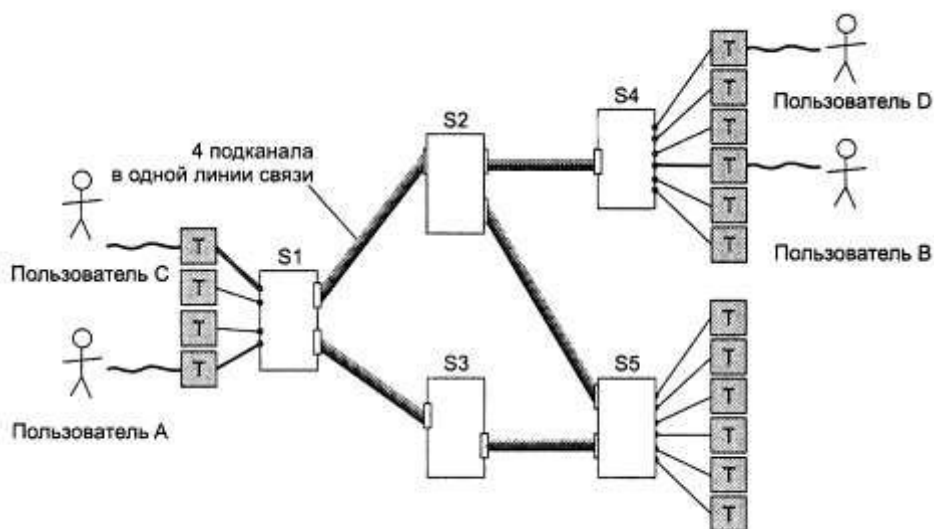 T
Пользователь D
T
T
T
Пользователь B
T
T
S4
S2
4 подканала
в одной линии связи
T
Пользователь C
T
T
T
Пользователь A
S1
S3
S5
T
T
T
T
T
T